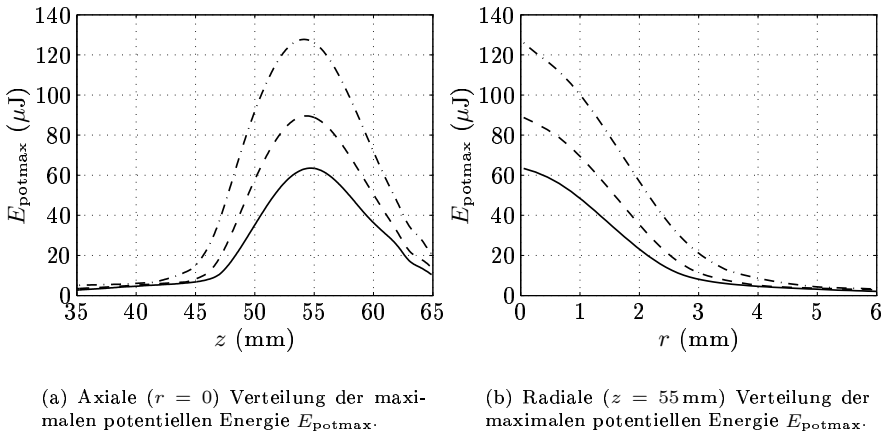 140
120
100
80
60
40
20
0
E_potmax (μJ)
35 40 45 50 55 60 65
z (mm)
140
120
100
80
60
40
20
0
E_potmax (μJ)
0 1 2 3 4 5 6
r (mm)
(a) Axiale (r = 0) Verteilung der maxi-
malen potentiellen Energie E_potmax.
(b) Radiale (z = 55 mm) Verteilung der
maximalen potentiellen Energie E_potmax.